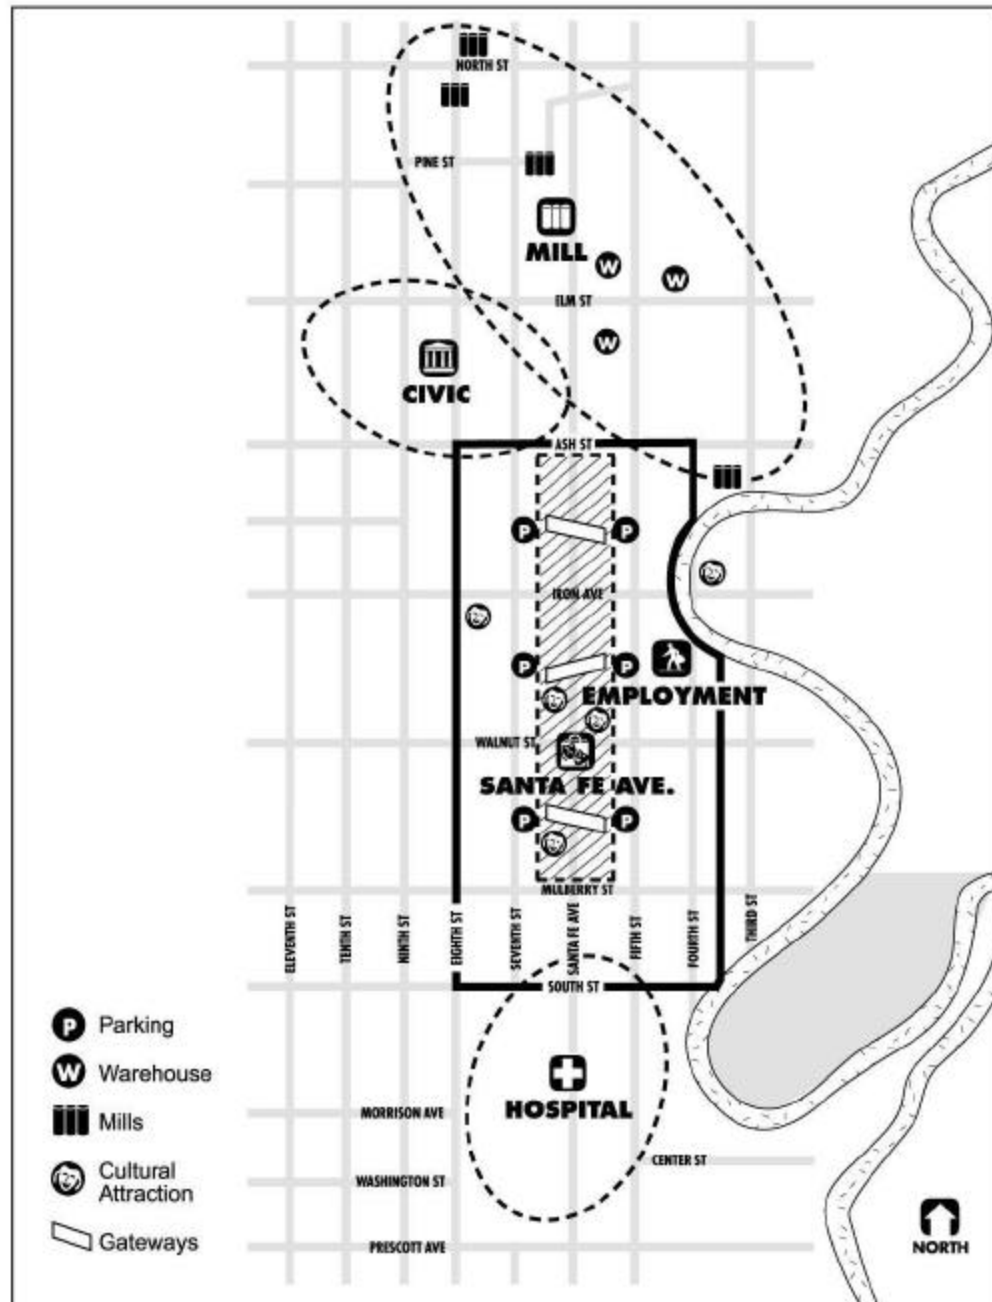 NORTH ST
PINE ST
MILL
W
W
ELM ST
W
CIVIC
ASH ST
P
P
IRON AVE
P
P
EMPLOYMENT
WALNUT ST
SANTA FE AVE.
P
P
MULBERRY ST
ELEVENTH ST
TENTH ST
NINTH ST
EIGHTH ST
SEVENTH ST
SANTA FE AVE
FIFTH ST
FOURTH ST
THIRD ST
SOUTH ST
HOSPITAL
MORRISON AVE
CENTER ST
WASHINGTON ST
PRESCOTT AVE
P Parking
W Warehouse
Mills
Cultural
Attraction
Gateways
NORTH